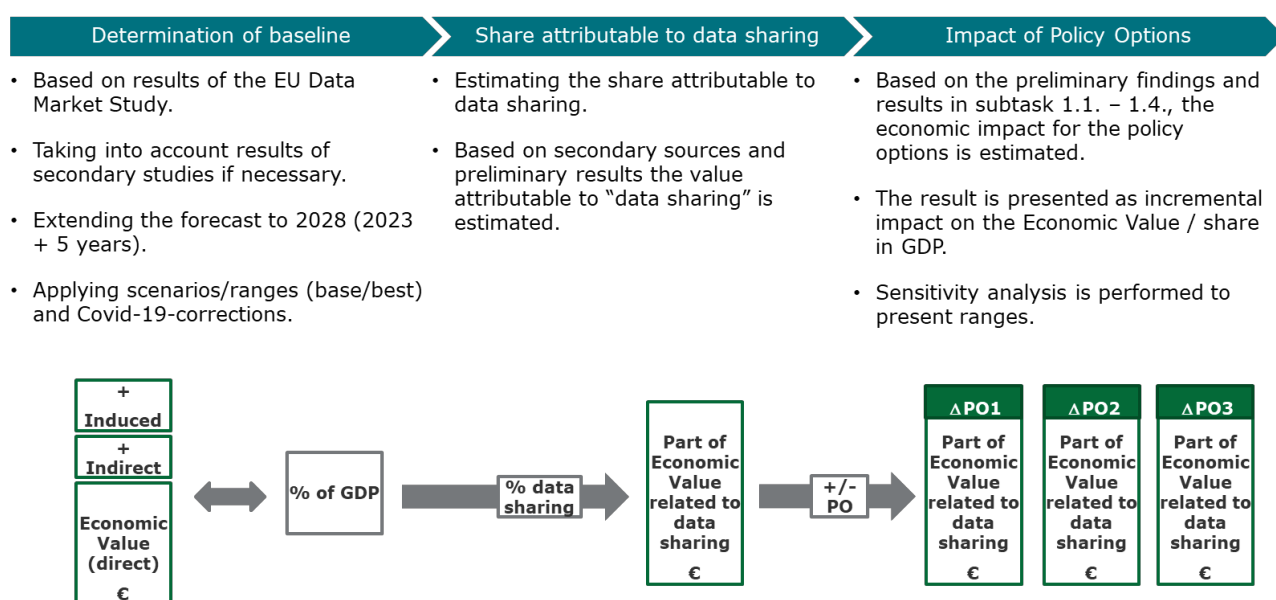 Determination of baseline
Share attributable to data sharing
Impact of Policy Options
• Based on results of the EU Data
Market Study.
• Taking into account results of
secondary studies if necessary.
• Extending the forecast to 2028 (2023
+ 5 years).
• Applying scenarios/ranges (base/best)
and Covid-19-corrections.
• Estimating the share attributable to
data sharing.
• Based on secondary sources and
preliminary results the value
attributable to “data sharing” is
estimated.
• Based on the preliminary findings and
results in subtask 1.1. – 1.4., the
economic impact for the policy
options is estimated.
• The result is presented as incremental
impact on the Economic Value / share
in GDP.
• Sensitivity analysis is performed to
present ranges.
+
Induced
+
Indirect
Economic
Value
(direct)
€
% of GDP
% data
sharing
Part of
Economic
Value
related to
data
sharing
€
+/-
PO
ΔPO1
Part of
Economic
Value
related to
data
sharing
€
ΔPO2
Part of
Economic
Value
related to
data
sharing
€
ΔPO3
Part of
Economic
Value
related to
data
sharing
€